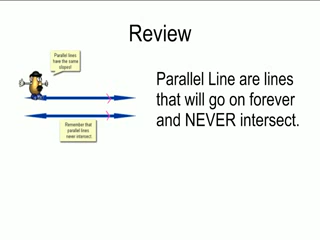 Review
Parallel lines
have the same
slopes!
Parallel Line are lines
that will go on forever
and NEVER intersect.
Remember that
parallel lines
never intersect.